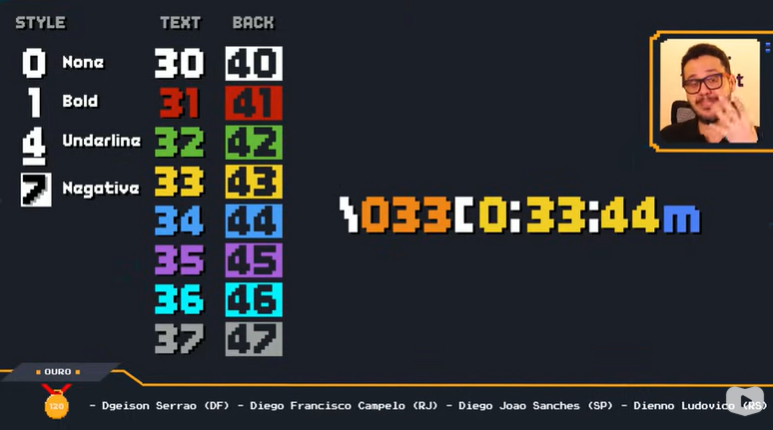 STYLE TEXT BACK
0 None 30 40
1 Bold 31 41
4 Underline 32 42
7 Negative 33 43
34 44
35 45
36 46
37 47
\033[0:33:44m
OURO
120
- Dgeison Serrao (DF) - Diego Francisco Campelo (RJ) - Diego Joao Sanches (SP) - Dienno Ludovico (RS)